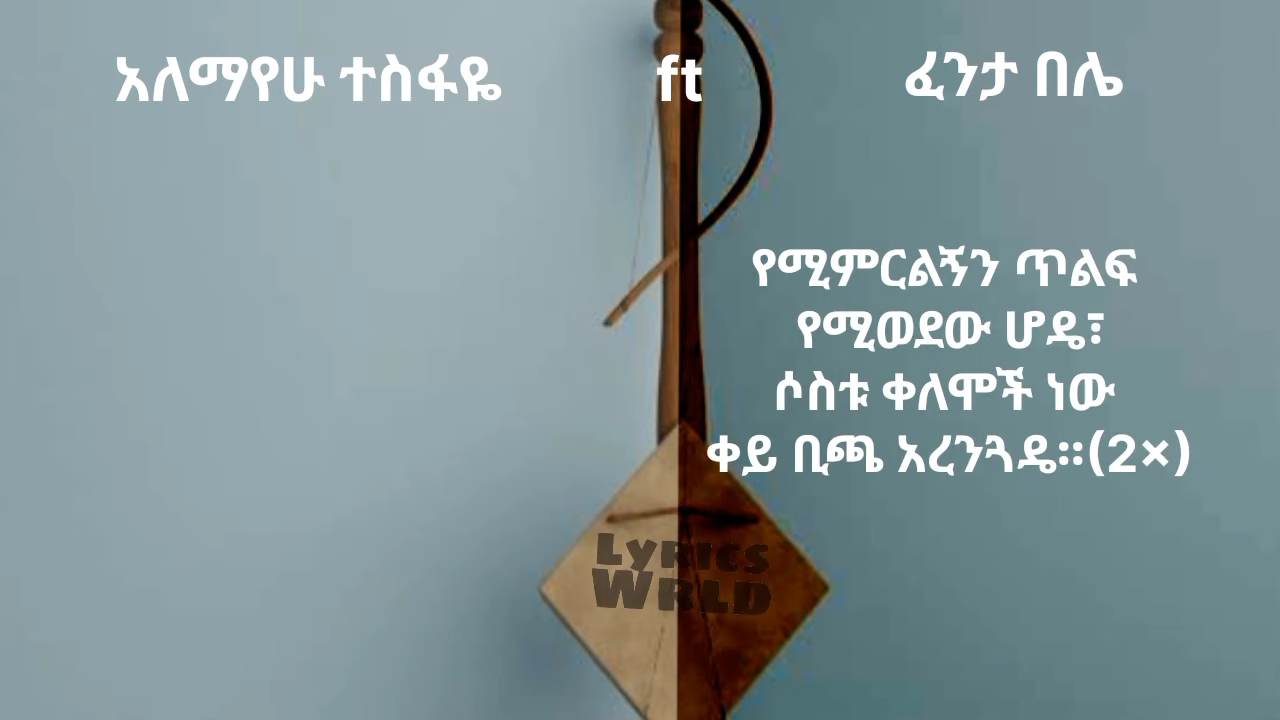 አለማየሁ ተስፋዬ ft ፈንታ በሌ
የሚምርልኝን ጥልፍ
የሚወደው ሆዴ፣
ሶስቱ ቀለሞች ነው
ቀይ ቢጫ አረንጓዴ።(2×)
LYRICS
WRLD